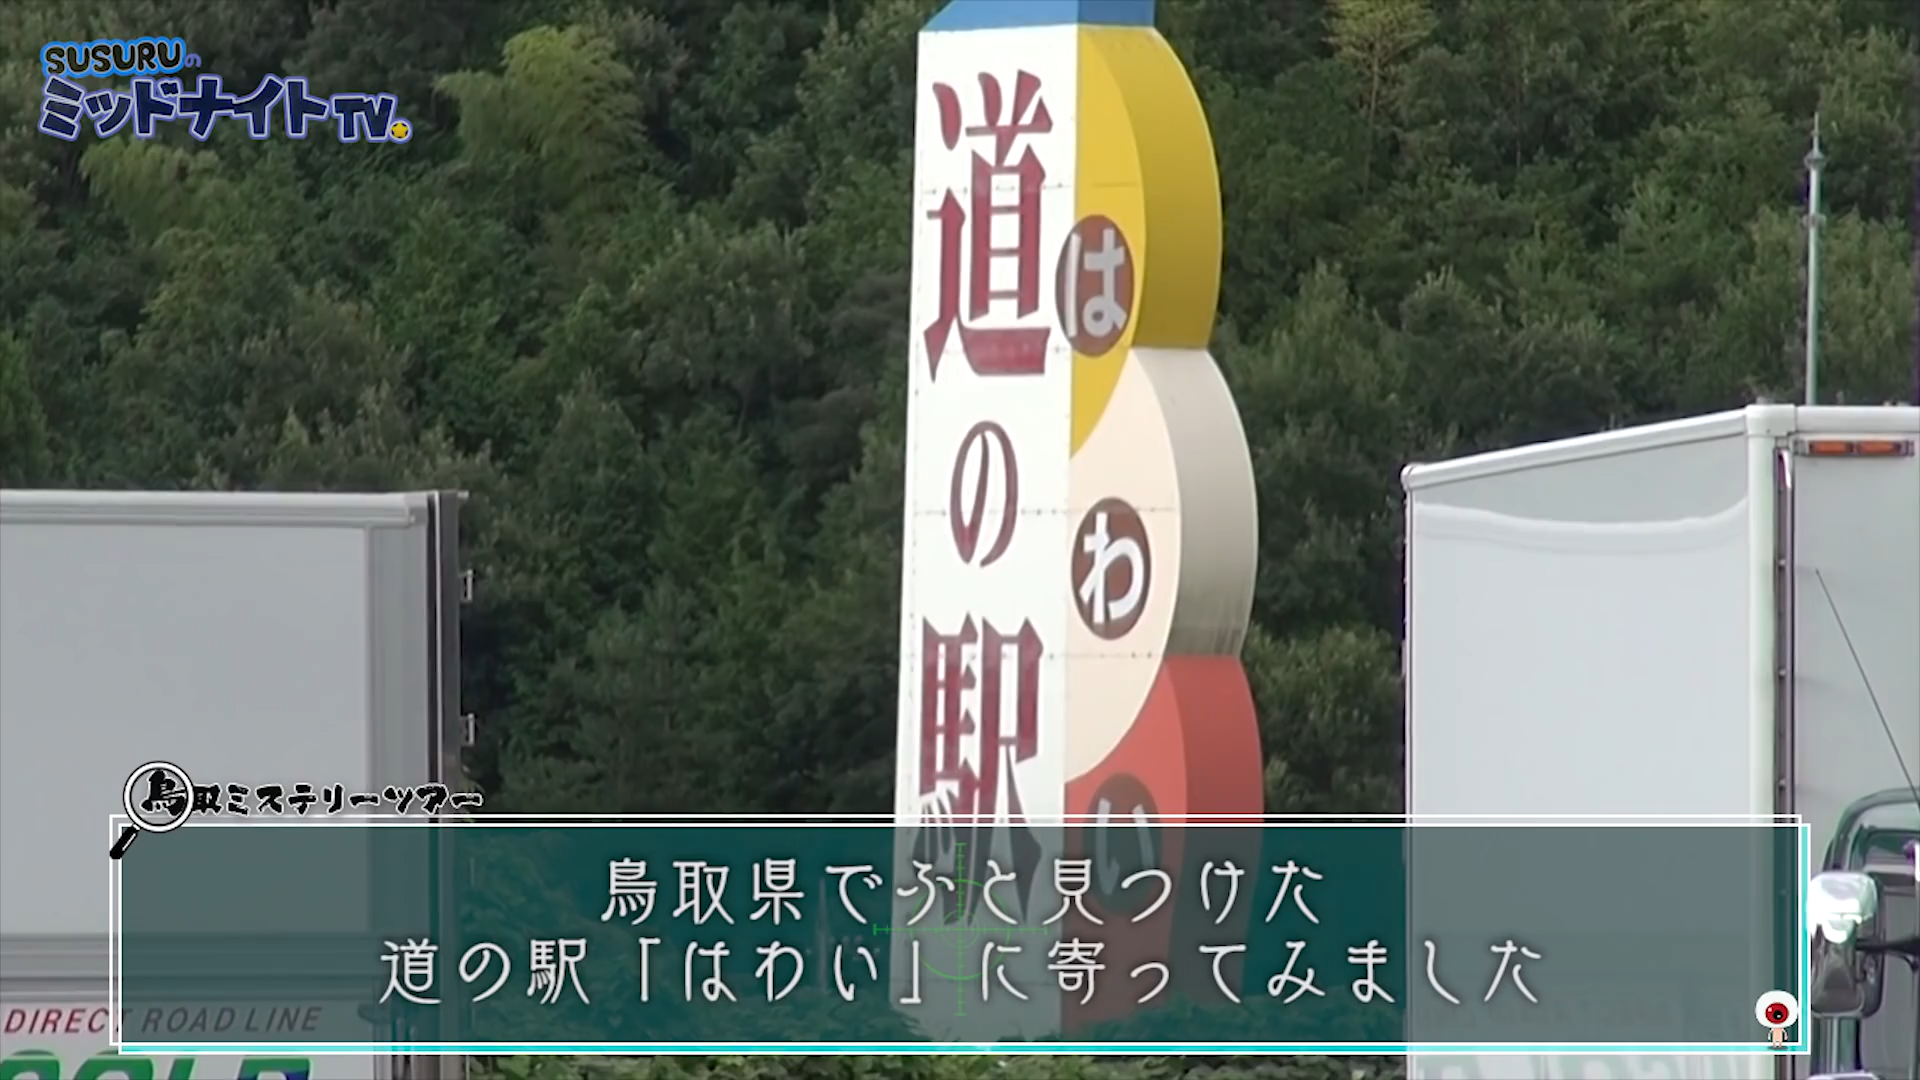 SUSURUの
ミッドナイトTV
道の駅
はわい
鳥取ミステリーツアー
鳥取県でふと見つけた
道の駅「はわい」に寄ってみました
DIRECT ROAD LINE